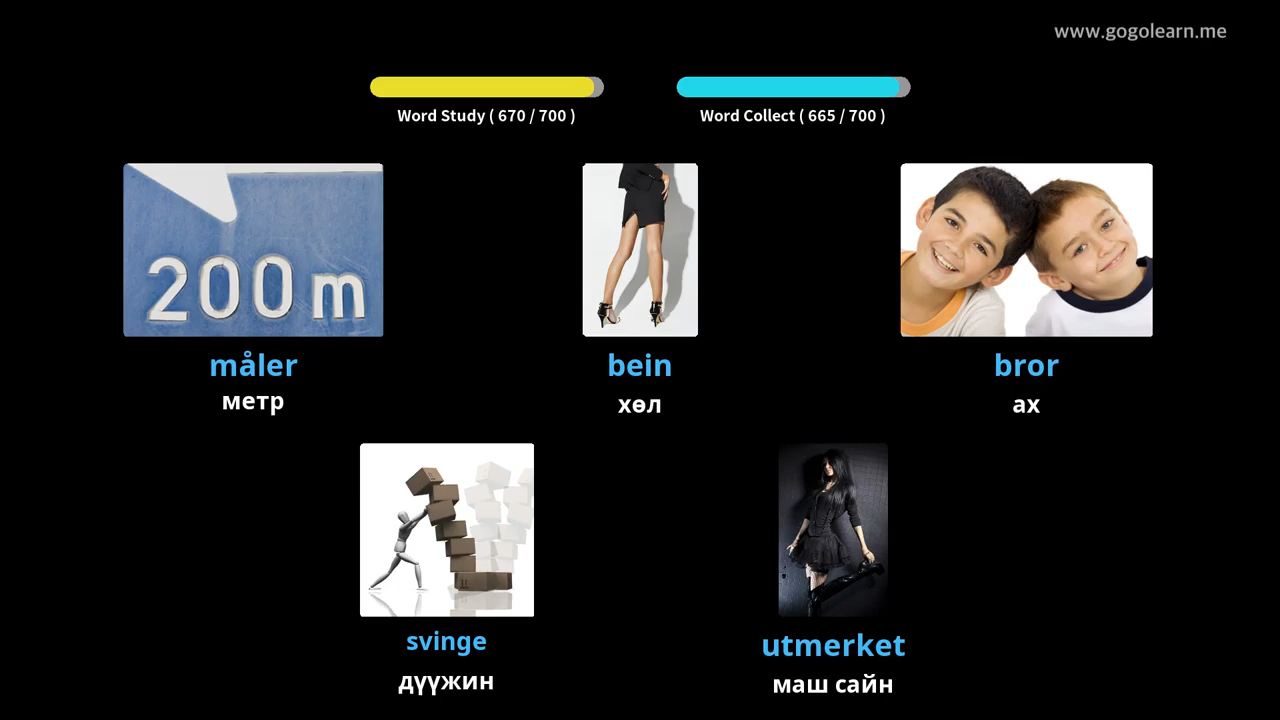 www.gogolearn.me
Word Study ( 670 / 700 )
Word Collect ( 665 / 700 )
200 m
måler
метр
bein
хөл
bror
ах
svinge
дүүжин
utmerket
маш сайн